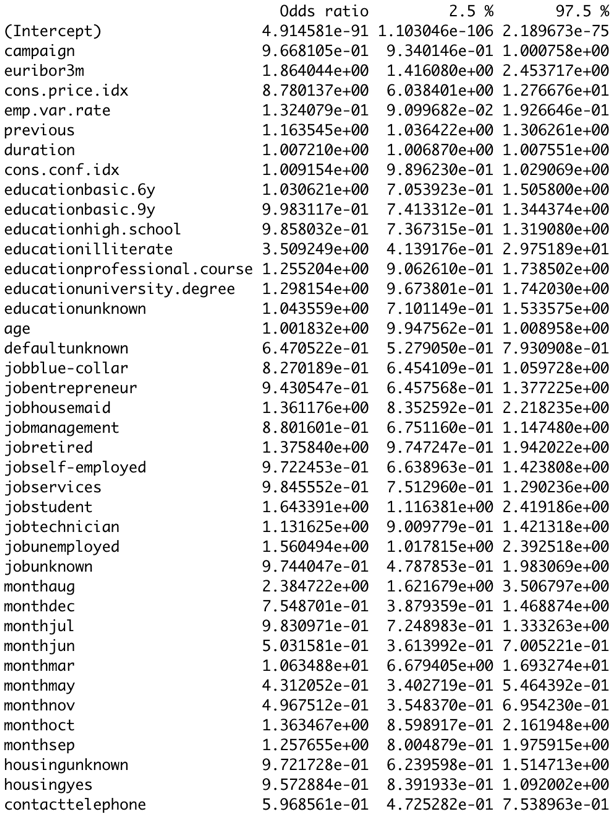 Odds ratio 2.5 % 97.5 %
(Intercept) 4.914581e-91 1.103046e-106 2.189673e-75
campaign 9.668105e-01 9.340146e-01 1.000758e+00
euribor3m 1.864044e+00 1.416080e+00 2.453717e+00
cons.price.idx 8.780137e+00 6.038401e+00 1.276676e+01
emp.var.rate 1.324079e-01 9.099682e-02 1.926646e-01
previous 1.163545e+00 1.036422e+00 1.306261e+00
duration 1.007210e+00 1.006870e+00 1.007551e+00
cons.conf.idx 1.009154e+00 9.896230e-01 1.029069e+00
educationbasic.6y 1.030621e+00 7.053923e-01 1.505800e+00
educationbasic.9y 9.983117e-01 7.413312e-01 1.344374e+00
educationhigh.school 9.858032e-01 7.367315e-01 1.319080e+00
educationilliterate 3.509249e+00 4.139176e-01 2.975189e+01
educationprofessional.course 1.255204e+00 9.062610e-01 1.738502e+00
educationuniversity.degree 1.298154e+00 9.673801e-01 1.742030e+00
educationunknown 1.043559e+00 7.101149e-01 1.533575e+00
age 1.001832e+00 9.947562e-01 1.008958e+00
defaultunknown 6.470522e-01 5.279050e-01 7.930908e-01
jobblue-collar 8.270189e-01 6.454109e-01 1.059728e+00
jobentrepreneur 9.430547e-01 6.457568e-01 1.377225e+00
jobhousemaid 1.361176e+00 8.352592e-01 2.218235e+00
jobmanagement 8.801601e-01 6.751160e-01 1.147480e+00
jobretired 1.375840e+00 9.747247e-01 1.942022e+00
jobself-employed 9.722453e-01 6.638963e-01 1.423808e+00
jobservices 9.845552e-01 7.512960e-01 1.290236e+00
jobstudent 1.643391e+00 1.116381e+00 2.419186e+00
jobtechnician 1.131625e+00 9.009779e-01 1.421318e+00
jobunemployed 1.560494e+00 1.017815e+00 2.392518e+00
jobunknown 9.744047e-01 4.787853e-01 1.983069e+00
monthaug 2.384722e+00 1.621679e+00 3.506797e+00
monthdec 7.548701e-01 3.879359e-01 1.468874e+00
monthjul 9.830971e-01 7.248983e-01 1.333263e+00
monthjun 5.031581e-01 3.613992e-01 7.005221e-01
monthmar 1.063488e+01 6.679405e+00 1.693274e+01
monthmay 4.312052e-01 3.402719e-01 5.464392e-01
monthnov 4.967512e-01 3.548370e-01 6.954230e-01
monthoct 1.363467e+00 8.598917e-01 2.161948e+00
monthsep 1.257655e+00 8.004879e-01 1.975915e+00
housingunknown 9.721728e-01 6.239598e-01 1.514713e+00
housingyes 9.572884e-01 8.391933e-01 1.092002e+00
contacttelephone 5.968561e-01 4.725282e-01 7.538963e-01